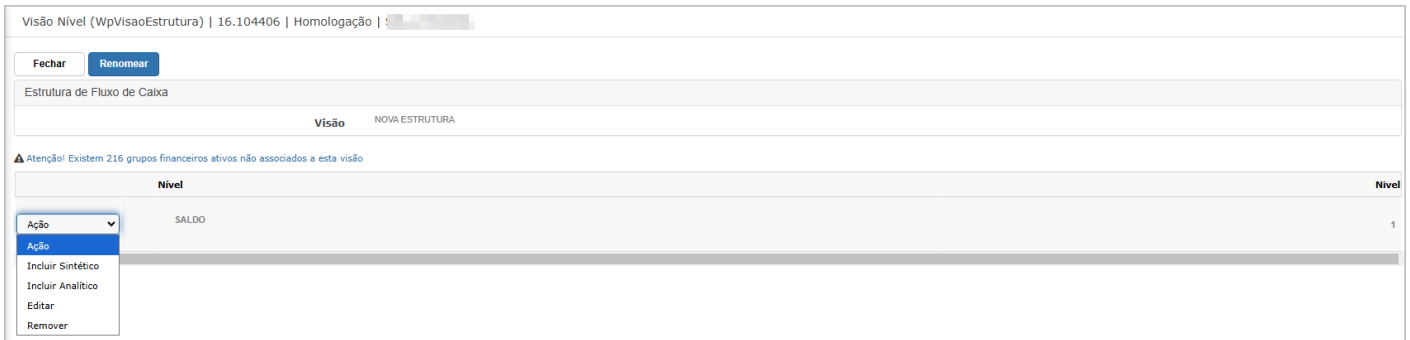 Visão Nível (WpVisaoEstrutura) | 16.104406 | Homologação |
Fechar Renomear
Estrutura de Fluxo de Caixa
Visão NOVA ESTRUTURA
Atenção! Existem 216 grupos financeiros ativos não associados a esta visão
Nível Nivel
Ação SALDO 1
Ação
Incluir Sintético
Incluir Analítico
Editar
Remover